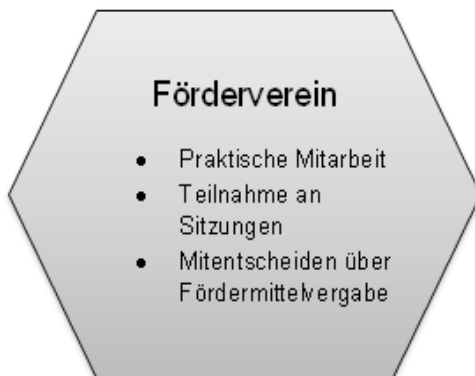 Förderverein
• Praktische Mitarbeit
• Teilnahme an
Sitzungen
• Mitentscheiden über
Fördermittelvergabe